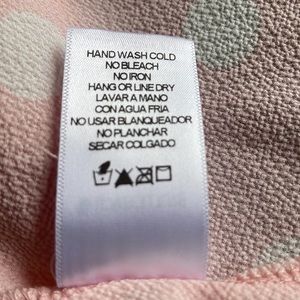 HAND WASH COLD
NO BLEACH
NO IRON
HANG OR LINE DRY
LAVAR A MANO
CON AGUA FRIA
NO USAR BLANQUEADOR
NO PLANCHAR
SECAR COLGADO